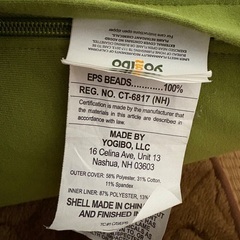 YOGIBO
EPS BEADS..........100%
REG. NO. CT-6817 (NH)
Certification is made by the manufacturer that
the materials in this article are described in
accordance with law.
MADE BY
YOGIBO, LLC
16 Celina Ave, Unit 13
Nashua, NH 03063
OUTER COVER: 58% Polyester, 31% Cotton,
11% Spandex
INNER LINER: 87% Polyester, 13%
SHELL MADE IN CHINA
AND FINISHED IN